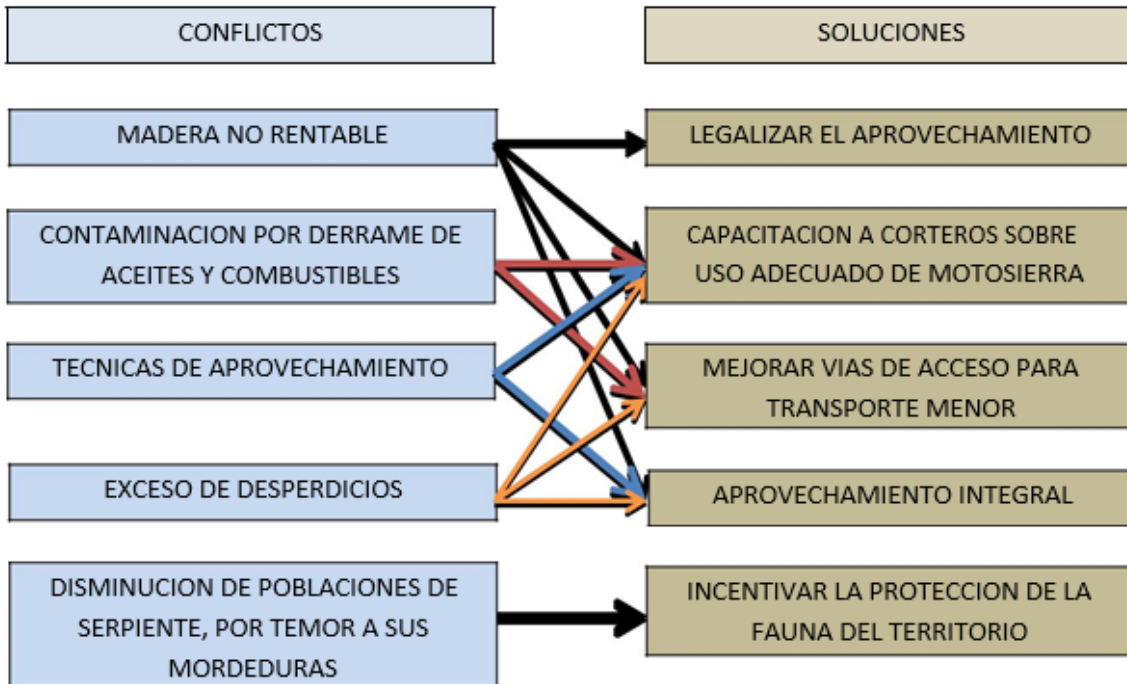 CONFLICTOS
SOLUCIONES
MADERA NO RENTABLE
LEGALIZAR EL APROVECHAMIENTO
CONTAMINACION POR DERRAME DE
ACEITES Y COMBUSTIBLES
CAPACITACION A CORTEROS SOBRE
USO ADECUADO DE MOTOSIERRA
TECNICAS DE APROVECHAMIENTO
MEJORAR VIAS DE ACCESO PARA
TRANSPORTE MENOR
EXCESO DE DESPERDICIOS
APROVECHAMIENTO INTEGRAL
DISMINUCION DE POBLACIONES DE
SERPIENTE, POR TEMOR A SUS
MORDEDURAS
INCENTIVAR LA PROTECCION DE LA
FAUNA DEL TERRITORIO